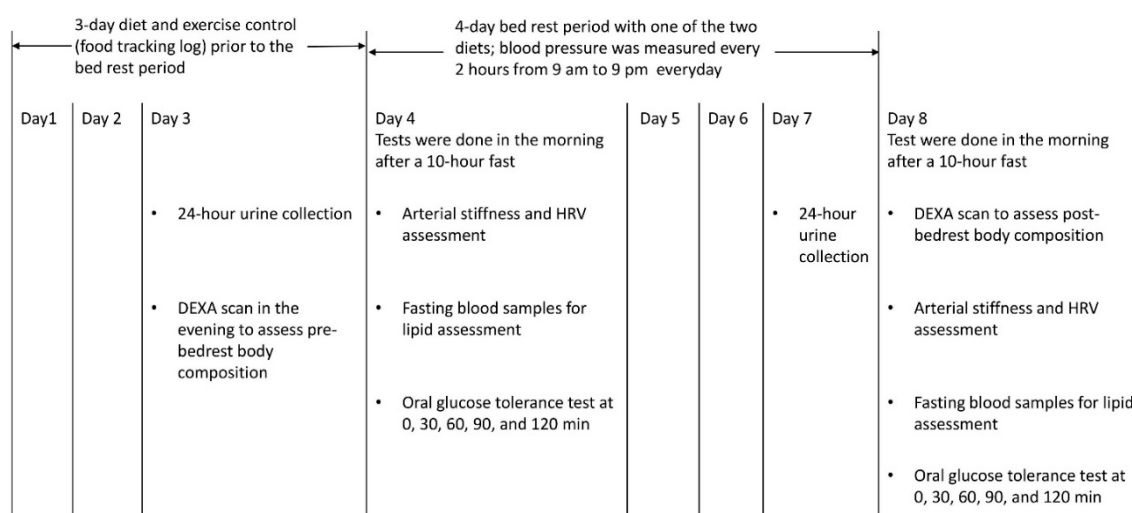 3-day diet and exercise control
(food tracking log) prior to the
bed rest period
4-day bed rest period with one of the two
diets; blood pressure was measured every
2 hours from 9 am to 9 pm everyday
Day1
Day 2
Day 3
• 24-hour urine collection
• DEXA scan in the
evening to assess pre-
bedrest body
composition
Day 4
Tests were done in the morning
after a 10-hour fast
• Arterial stiffness and HRV
assessment
• Fasting blood samples for
lipid assessment
• Oral glucose tolerance test at
0, 30, 60, 90, and 120 min
Day 5
Day 6
Day 7
• 24-hour
urine
collection
Day 8
Test were done in the morning
after a 10-hour fast
• DEXA scan to assess post-
bedrest body composition
• Arterial stiffness and HRV
assessment
• Fasting blood samples for lipid
assessment
• Oral glucose tolerance test at
0, 30, 60, 90, and 120 min